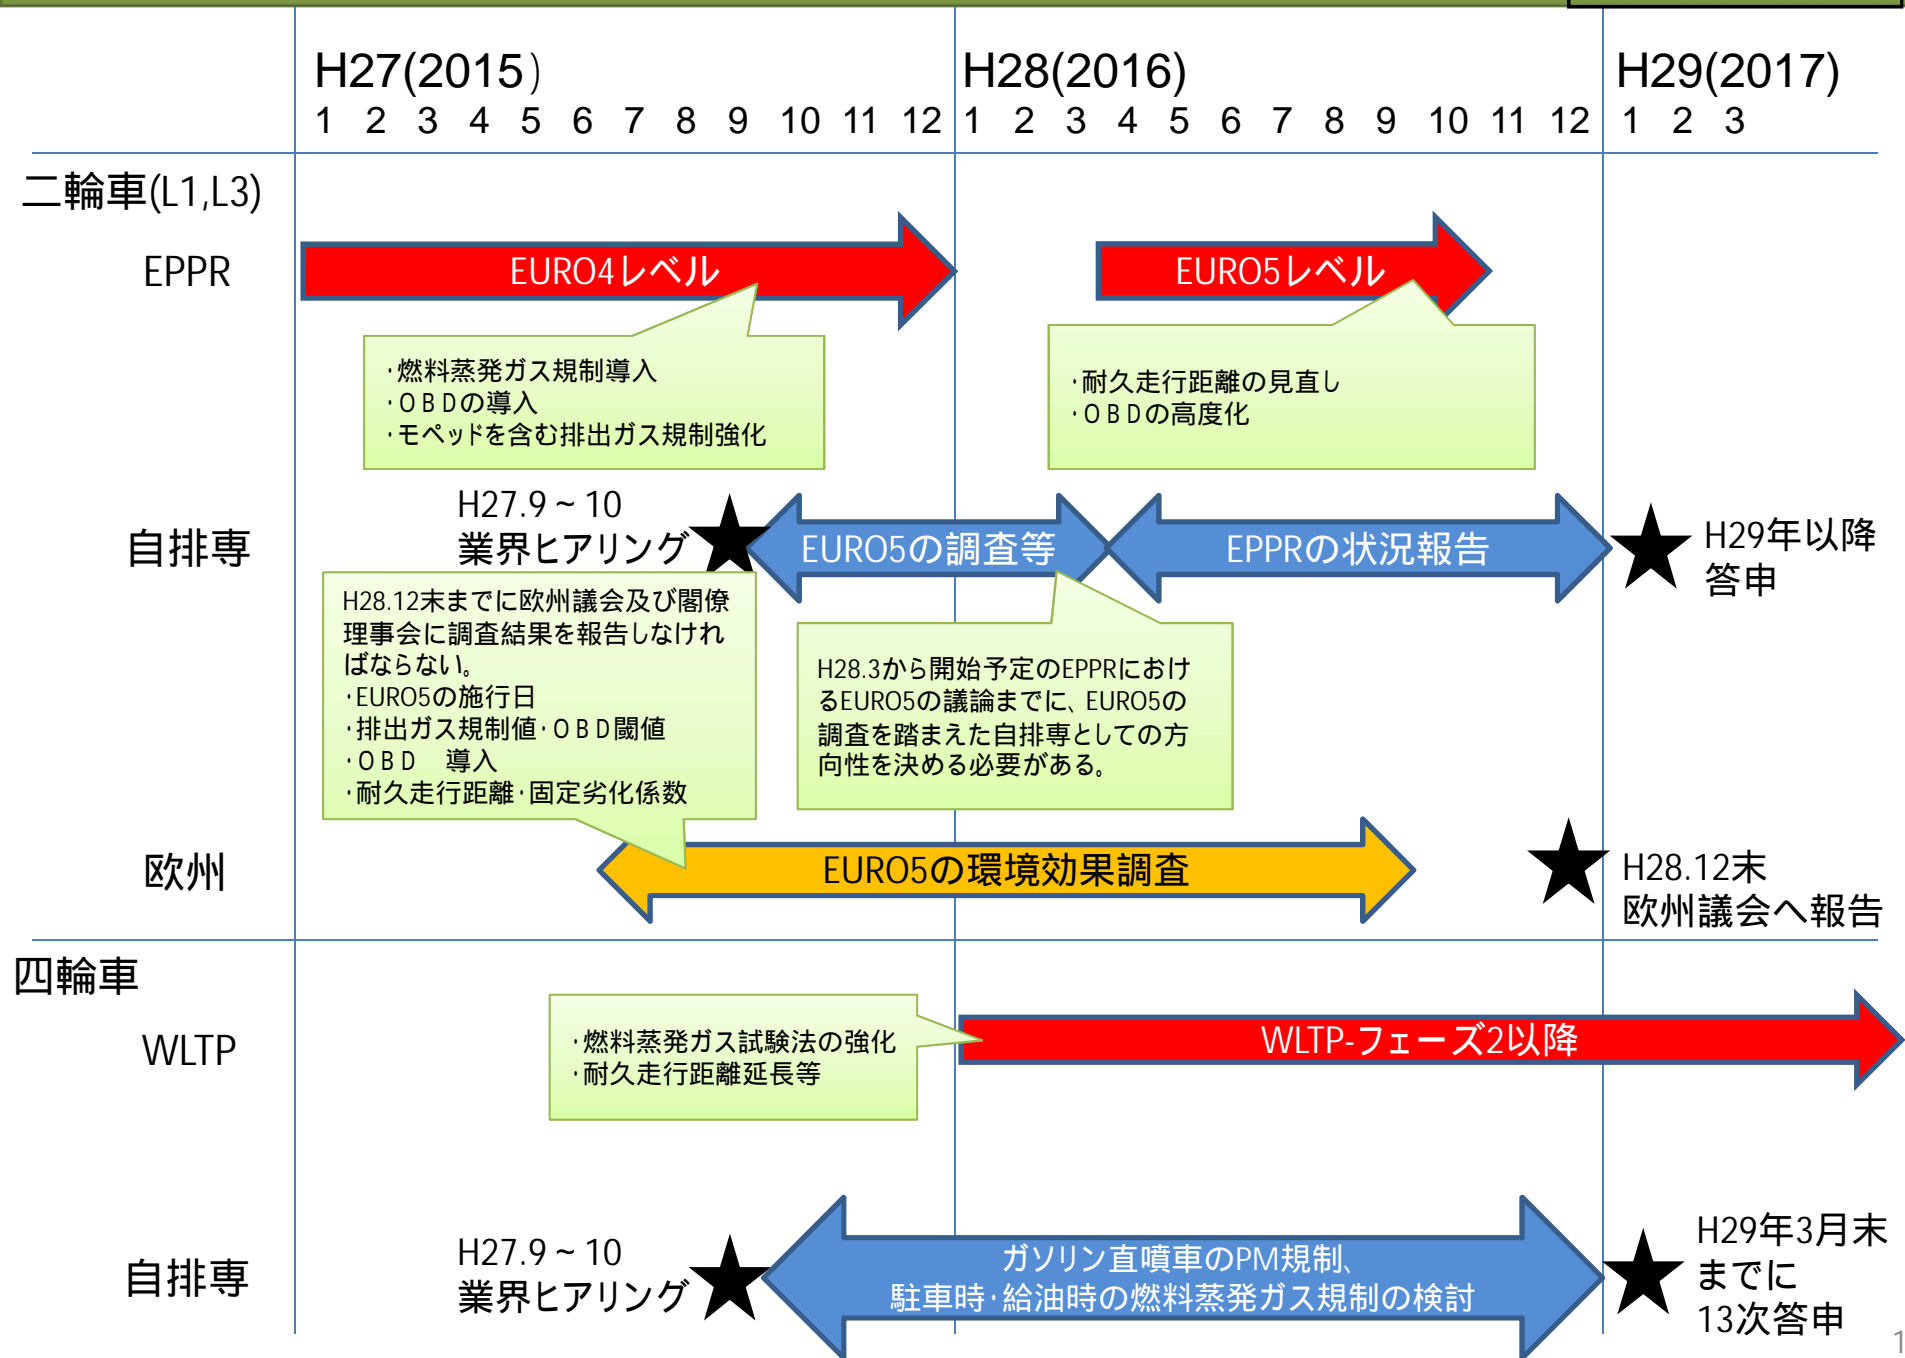 H27(2015) H28(2016) H29(2017)
1 2 3 4 5 6 7 8 9 10 11 12 1 2 3 4 5 6 7 8 9 10 11 12 1 2 3
二輪車(L1,L3)
EPPR
EURO4レベル
EURO5レベル
･燃料蒸発ガス規制導入
･OBDの導入
･モペッドを含む排出ガス規制強化
･耐久走行距離の見直し
･OBDの高度化
自排専
H27.9～10
業界ヒアリング
EURO5の調査等
EPPRの状況報告
H29年以降
答申
H28.12末までに欧州議会及び閣僚
理事会に調査結果を報告しなけれ
ばならない。
･EURO5の施行日
･排出ガス規制値･OBD閾値
･OBD　導入
･耐久走行距離･固定劣化係数
H28.3から開始予定のEPPRにおけ
るEURO5の議論までに、EURO5の
調査を踏まえた自排専としての方
向性を決める必要がある。
欧州
EURO5の環境効果調査
H28.12末
欧州議会へ報告
四輪車
WLTP
･燃料蒸発ガス試験法の強化
･耐久走行距離延長等
WLTP-フェーズ2以降
自排専
H27.9～10
業界ヒアリング
ガソリン直噴車のPM規制、
駐車時･給油時の燃料蒸発ガス規制の検討
H29年3月末
までに
13次答申
1